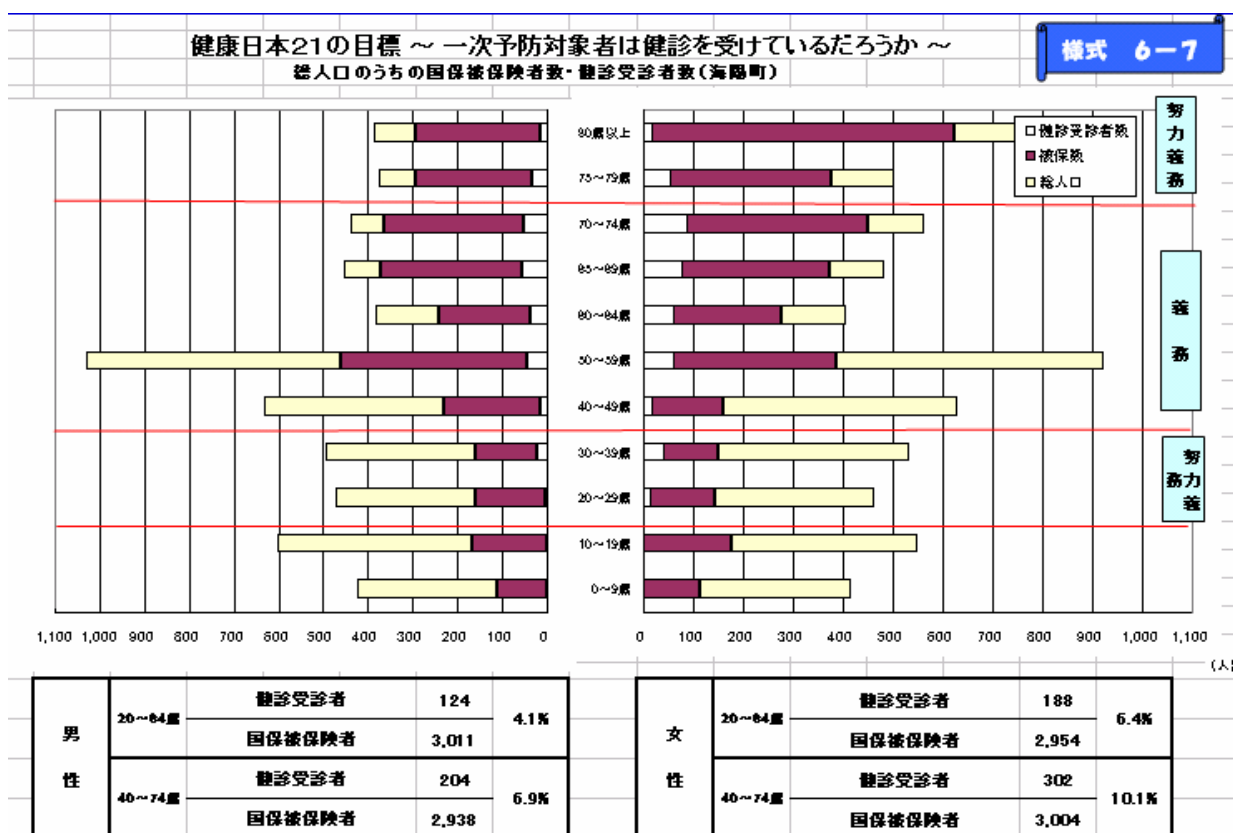 健康日本21の目標 ～ 一次予防対象者は健診を受けているだろうか ～
様式 6－7
総人口のうちの国保被保険者数・健診受診者数(海陽町)
努力義務
健診受診者数
被保数
総人口
80歳以上
75～79歳
70～74歳
65～69歳
60～64歳
50～59歳
40～49歳
30～39歳
20～29歳
10～19歳
0～9歳
義務
努力義務
1,100 1,000 900 800 700 600 500 400 300 200 100 0
0 100 200 300 400 500 600 700 800 900 1,000 1,100
男性
20～64歳
健診受診者 124
国保被保険者 3,011
4.1%
40～74歳
健診受診者 204
国保被保険者 2,938
6.9%
女性
20～64歳
健診受診者 188
国保被保険者 2,954
6.4%
40～74歳
健診受診者 302
国保被保険者 3,004
10.1%